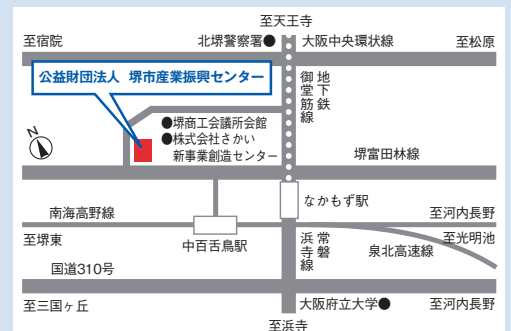 至天王寺
至宿院
北堺警察署●
大阪中央環状線
至松原
公益財団法人 堺市産業振興センター
地下鉄
御堂筋線
●堺商工会議所会館
●株式会社さかい
新事業創造センター
N
堺富田林線
なかもず駅
南海高野線
至河内長野
至堺東
中百舌鳥駅
常磐
浜寺線
泉北高速線
至光明池
国道310号
至三国ヶ丘
大阪府立大学●
至河内長野
至浜寺